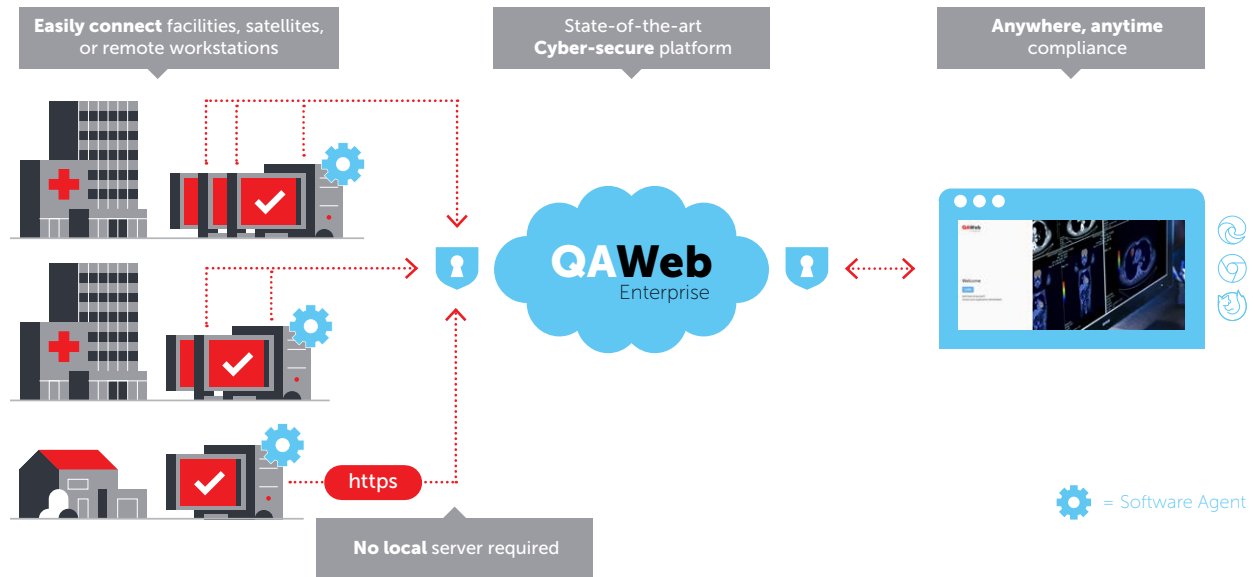 Easily connect facilities, satellites,
or remote workstations
State-of-the-art
Cyber-secure platform
Anywhere, anytime
compliance
QAWeb
Enterprise
QAWeb
Welcome
https
No local server required
= Software Agent